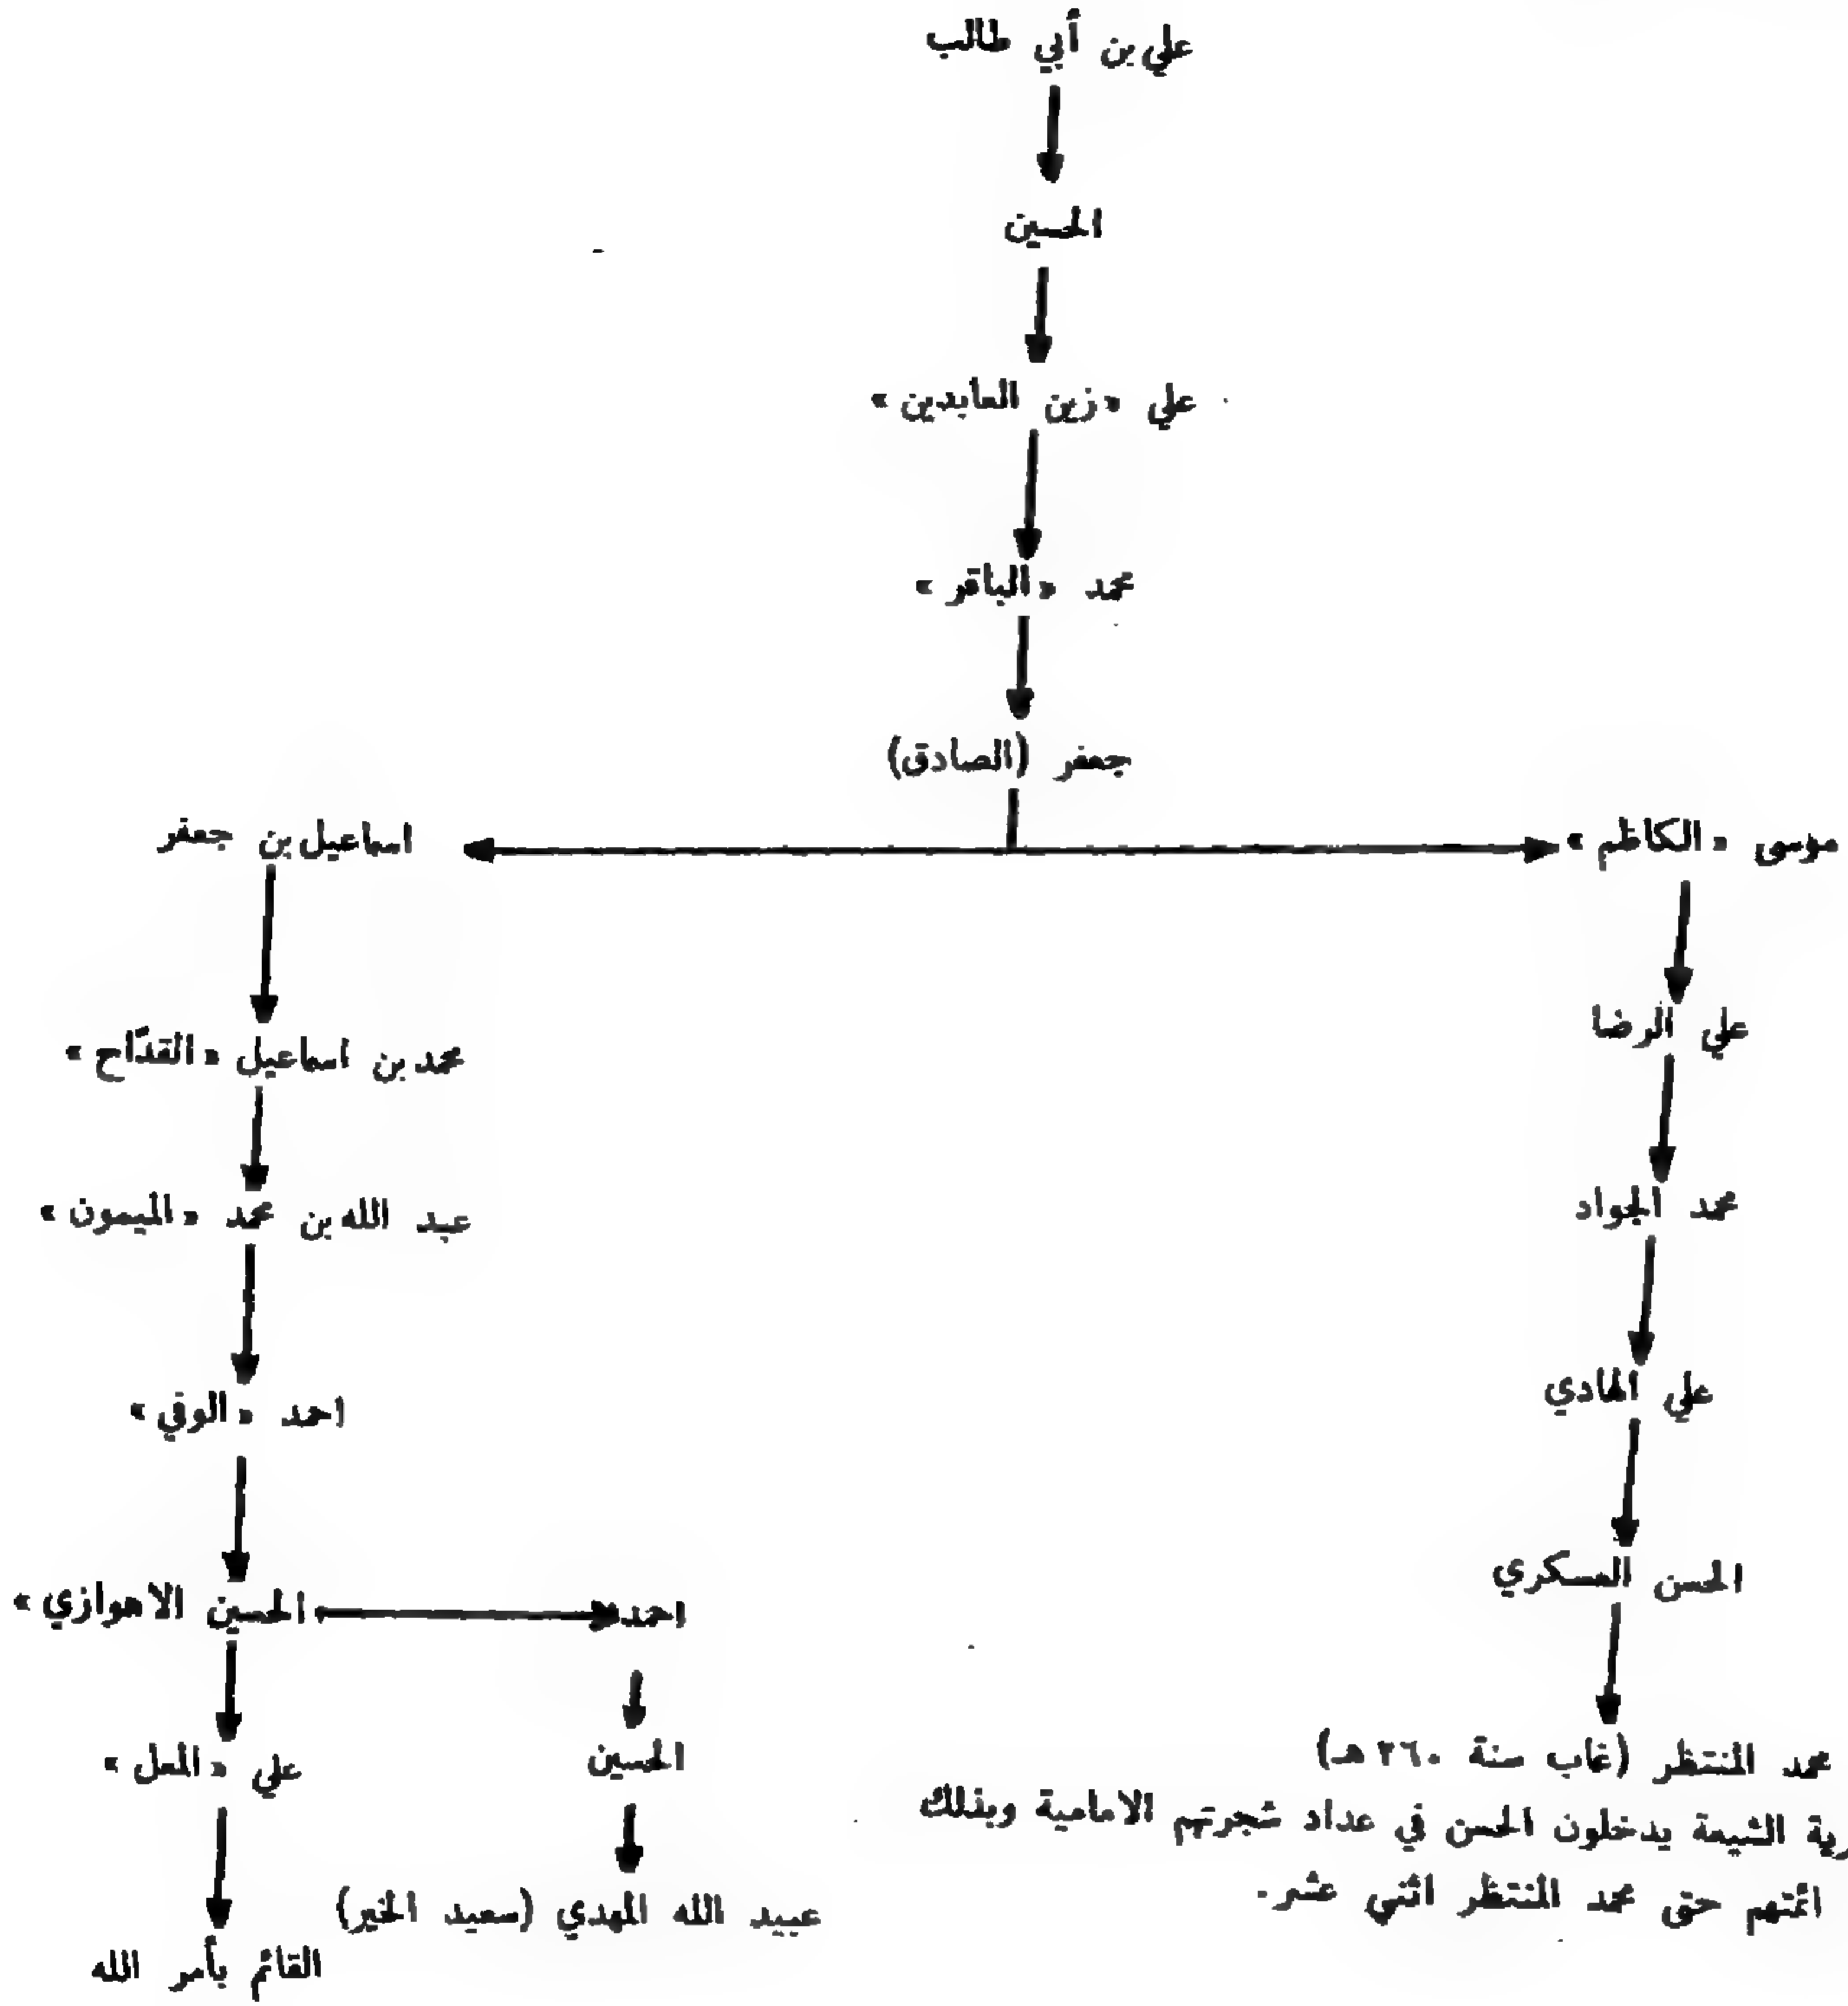 علي بن أبي طالب
الحسين
علي «زين العابدين»
محمد «الباقر»
جعفر (الصادق)
موسى «الكاظم»
اسماعيل بن جعفر
علي الرضا
محمد بن اسماعيل «القدّاح»
محمد الجواد
عبد الله بن محمد «الميمون»
علي الهادي
احمد «الوفي»
الحسن العسكري
احمد
الحسين الاهوازي»
محمد المنتظر (غاب سنة ٢٦٠ هـ)
الحسين
علي «المعل»
الشيعة يدخلون الحسن في عداد شجرتهم الامامية وبذلك
ائمتهم حتى محمد المنتظر اثني عشر.
عبيد الله المهدي (سعيد الخير)
القائم بأمر الله